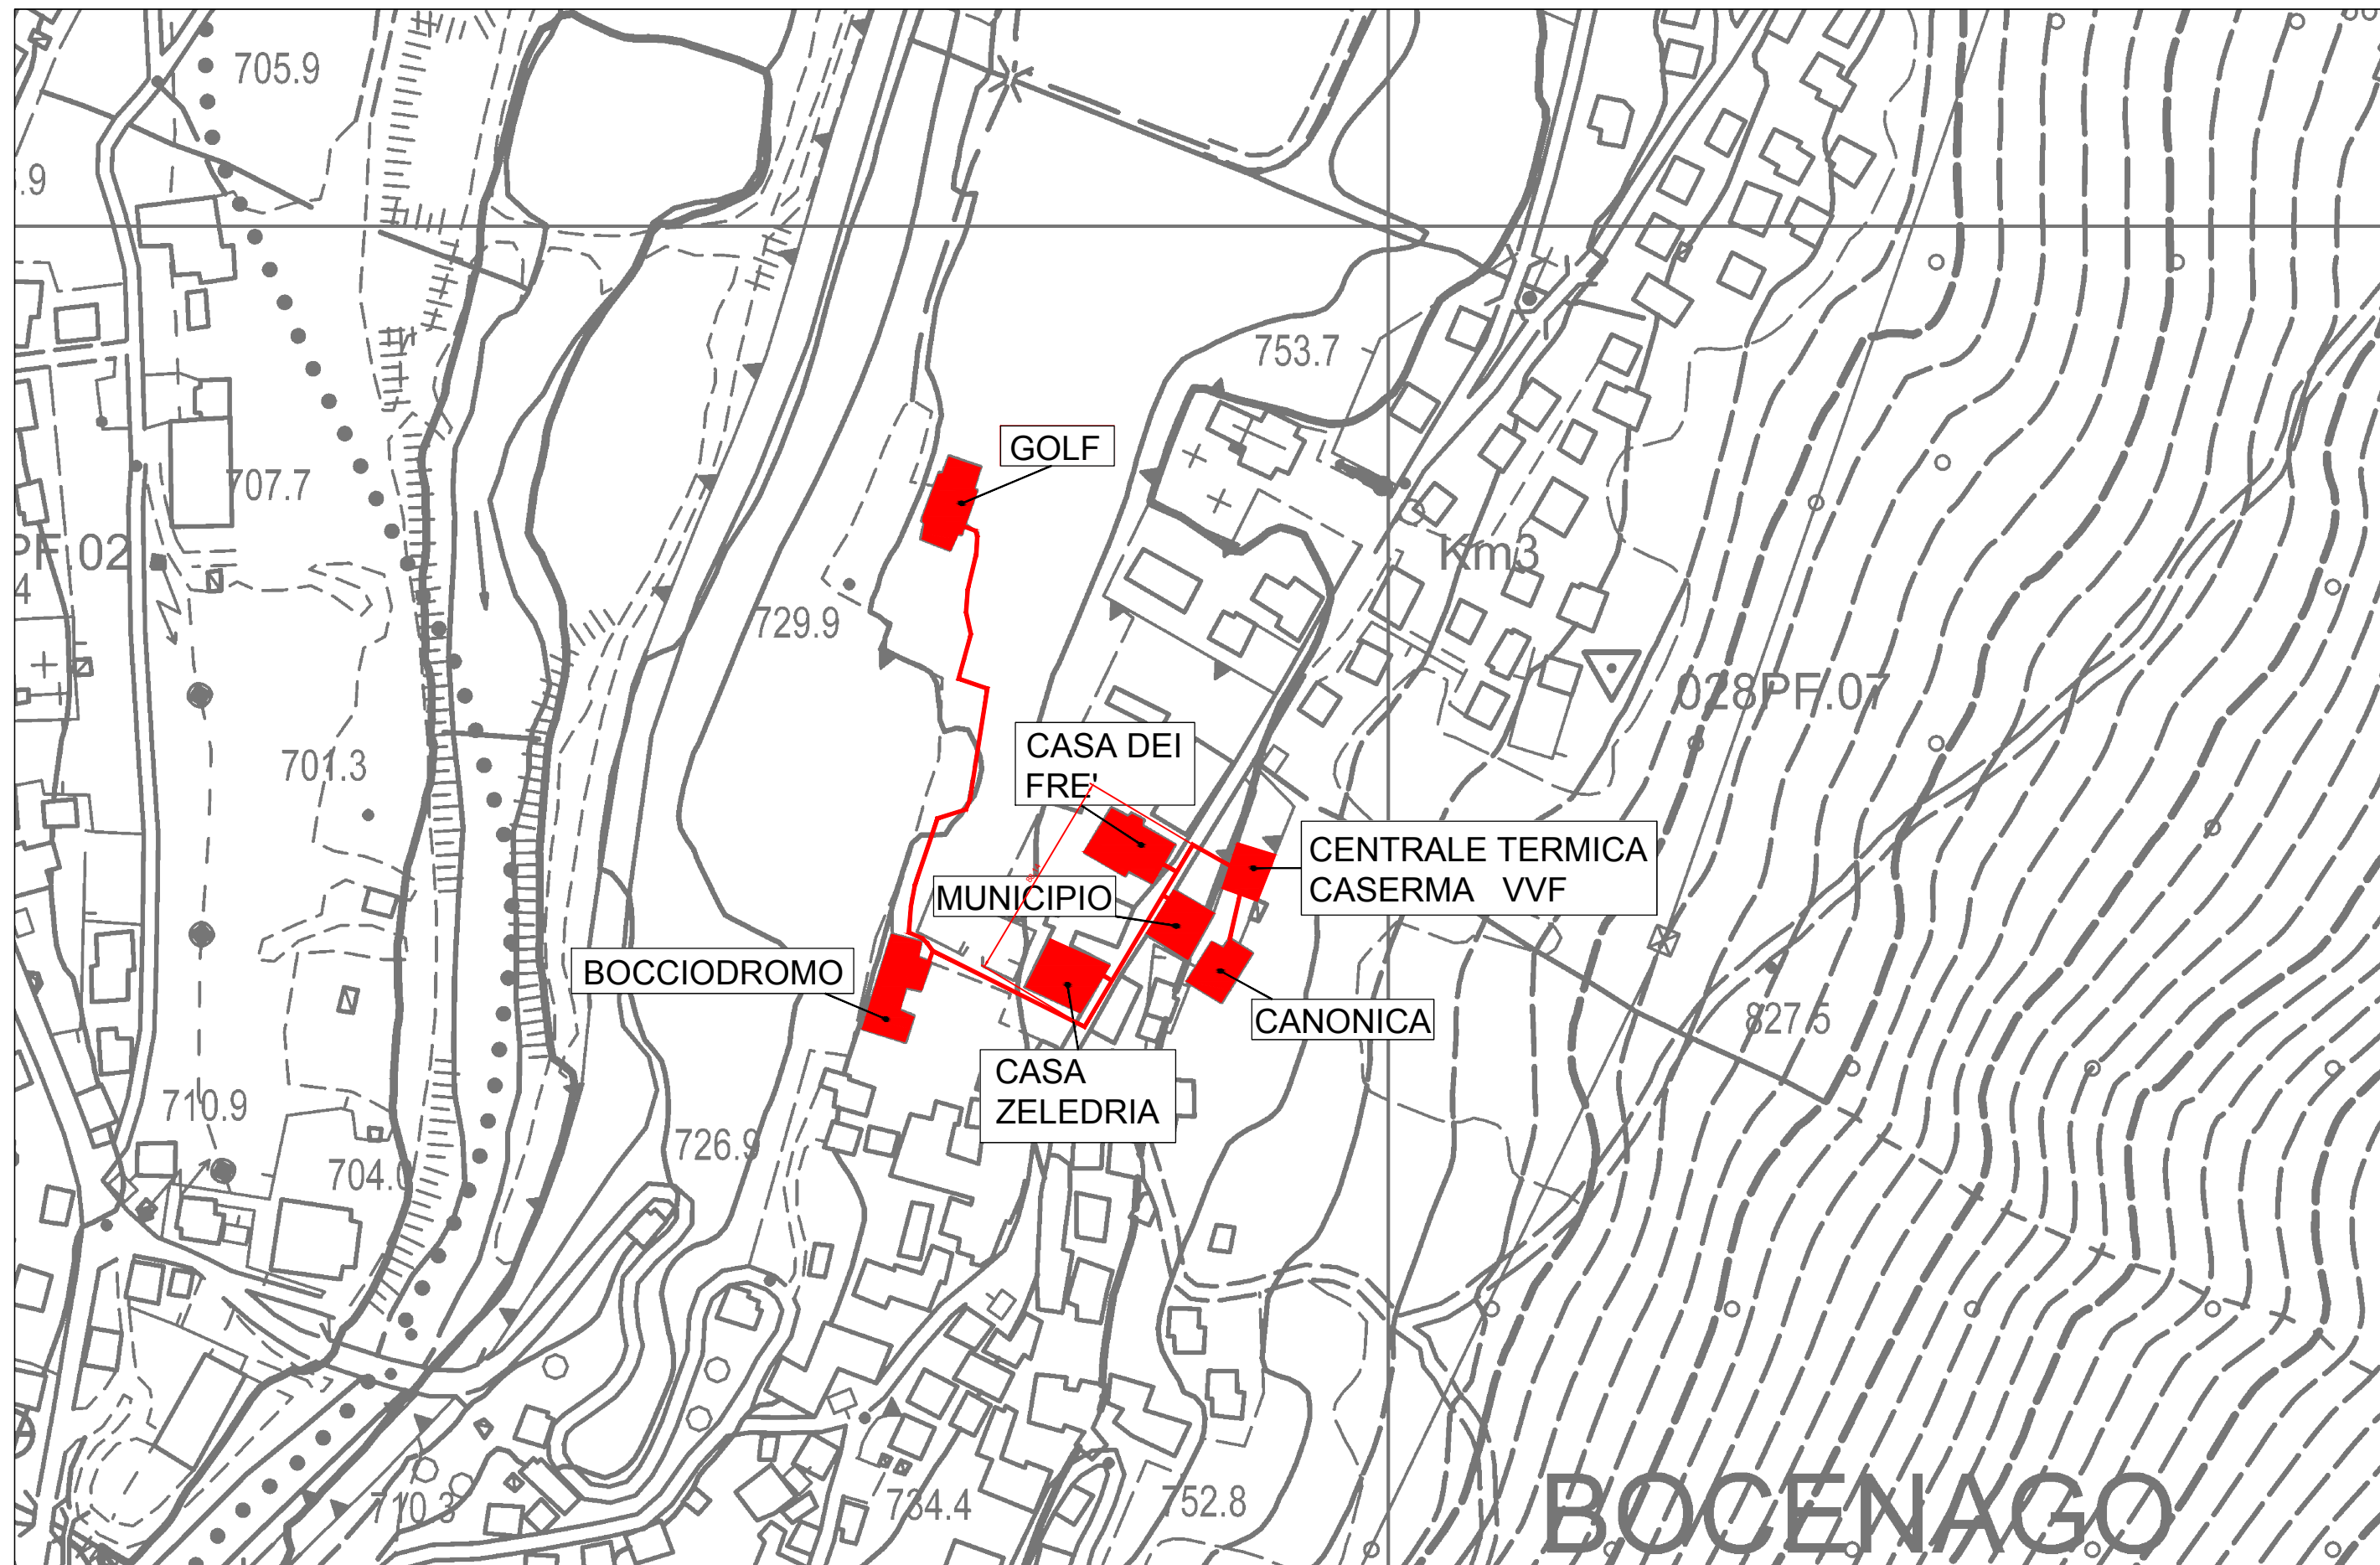 705.9
.9
753.7
GOLF
707.7
PF.02
Km3
4
729.9
028PF.07
CASA DEI
FRE'
701.3
CENTRALE TERMICA
CASERMA VVF
MUNICIPIO
BOCCIODROMO
CANONICA
827.5
CASA
ZELEDRIA
710.9
726.9
704.0
710.3
734.4
752.8
BOCENAGO